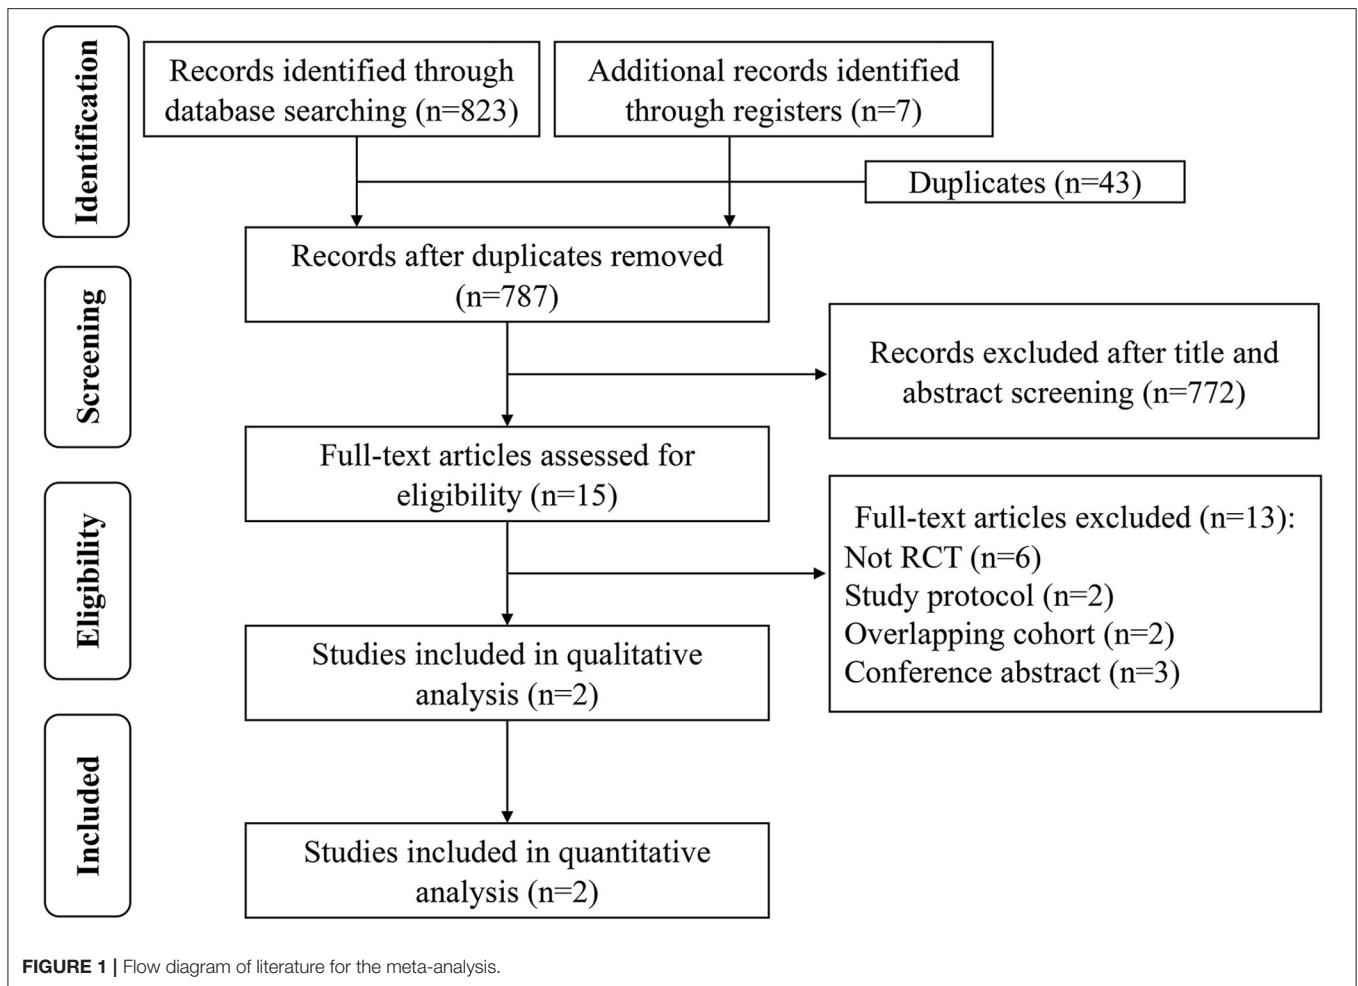 Identification
Records identified through
database searching (n=823)
Additional records identified
through registers (n=7)
Duplicates (n=43)
Records after duplicates removed
(n=787)
Screening
Records excluded after title and
abstract screening (n=772)
Full-text articles assessed for
eligibility (n=15)
Eligibility
Full-text articles excluded (n=13):
Not RCT (n=6)
Study protocol (n=2)
Overlapping cohort (n=2)
Conference abstract (n=3)
Studies included in qualitative
analysis (n=2)
Included
Studies included in quantitative
analysis (n=2)
FIGURE 1 | Flow diagram of literature for the meta-analysis.